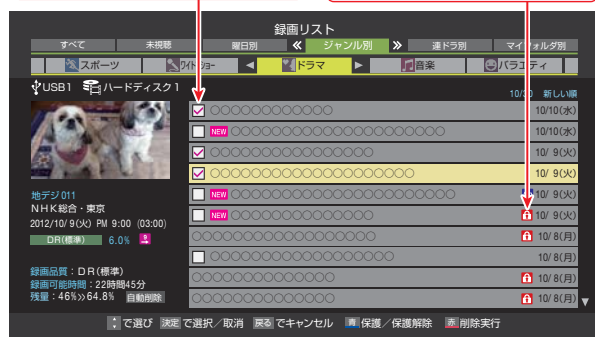 録画リスト
すべて 未視聴 曜日別 ≪ ジャンル別 ≫ 連ドラ別 マイフォルダ別
スポーツ ワイドショー ◀ ドラマ ▶ 音楽 バラエティ
USB1 ハードディスク1
10/30 新しい順
○○○○○○○○○○○○ 10/10(水)
NEW ○○○○○○○○○○○○○○○○○○○○○ 10/10(水)
○○○○○○○○○○○○○○○ 10/ 9(火)
○○○○○○○○○○○○○○○○○○○○ 10/ 9(火)
NEW ○○○○○○○○○○○○○○○○○○○○○○ 10/ 9(火)
NEW ○○○○○○○○○○○○○○ 10/ 9(火)
○○○○○○○○○○○○○○○○○○ 10/ 8(月)
○○○○○○○○○○○○○○○○○○ 10/ 8(月)
○○○○○○○○○○○○○○ 10/ 8(月)
○○○○○○○○○○○○○○ 10/ 8(月) ▼
地デジ011
NHK総合・東京
2012/10/ 9(火) PM 9:00 (03:00)
DR(標準) 6.0%
録画品質：DR(標準)
録画可能時間：22時間45分
残量：46%≫64.8% 自動削除
で選び 決定 で選択／取消 戻る でキャンセル 青 保護／保護解除 赤 削除実行